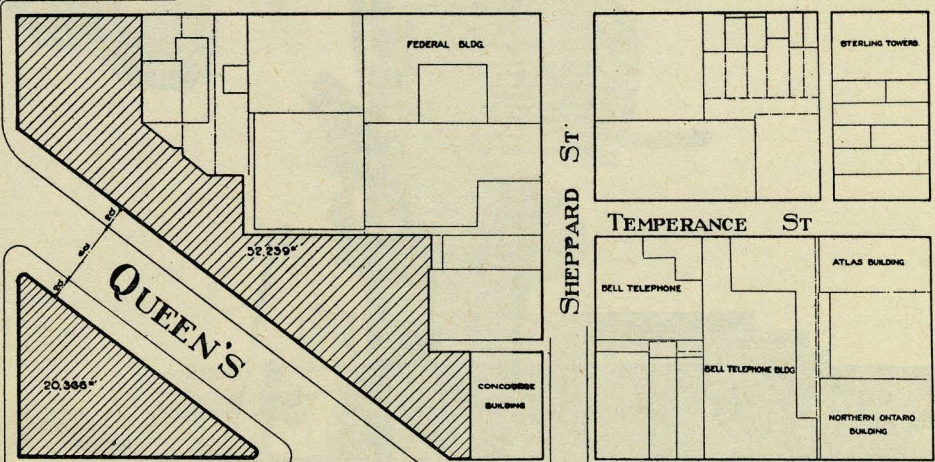 FEDERAL BLDG.
STERLING TOWERS
SHEPPARD ST.
TEMPERANCE ST
52,239
QUEEN'S
20,366
BELL TELEPHONE
ATLAS BUILDING
BELL TELEPHONE BLDG
CONCOURSE
BUILDING
NORTHERN ONTARIO
BUILDING